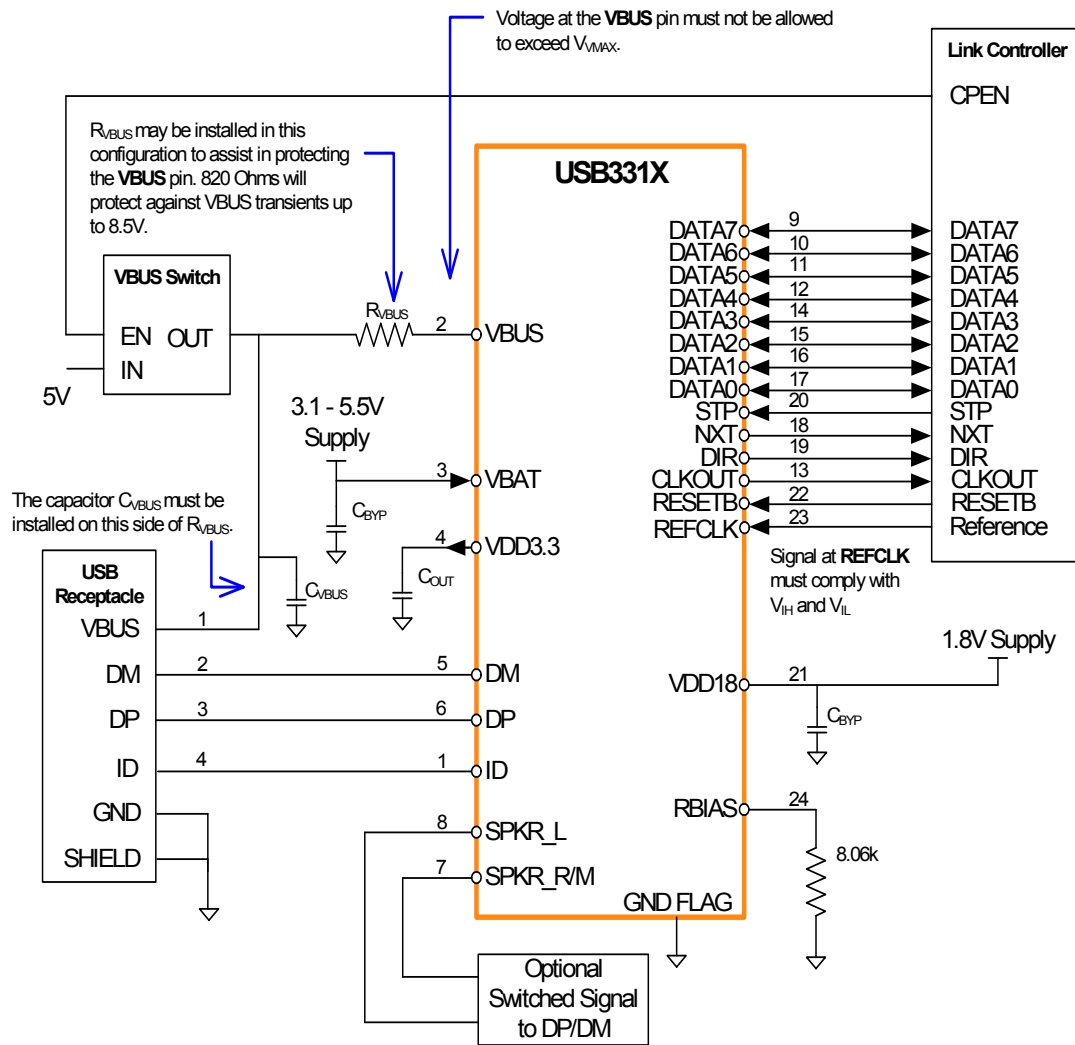 Voltage at the VBUS pin must not be allowed
to exceed VVMAX.
Link Controller
CPEN
RVBUS may be installed in this
configuration to assist in protecting
the VBUS pin. 820 Ohms will
protect against VBUS transients up
to 8.5V.
USB331X
VBUS Switch
EN OUT
IN
5V
RVBUS
2
VBUS
DATA7 9 DATA7
DATA6 10 DATA6
DATA5 11 DATA5
DATA4 12 DATA4
DATA3 14 DATA3
DATA2 15 DATA2
DATA1 16 DATA1
DATA0 17 DATA0
STP 20 STP
NXT 18 NXT
DIR 19 DIR
CLKOUT 13 CLKOUT
RESETB 22 RESETB
REFCLK 23 Reference
3.1 - 5.5V
Supply
3
VBAT
CBYP
4
VDD3.3
COUT
The capacitor CVBUS must be
installed on this side of RVBUS.
CVBUS
Signal at REFCLK
must comply with
VIH and VIL
USB
Receptacle
VBUS 1
DM 2 5 DM
DP 3 6 DP
ID 4 1 ID
GND
SHIELD
1.8V Supply
VDD18 21
CBYP
RBIAS 24
8.06k
8 SPKR_L
7 SPKR_R/M
GND FLAG
Optional
Switched Signal
to DP/DM